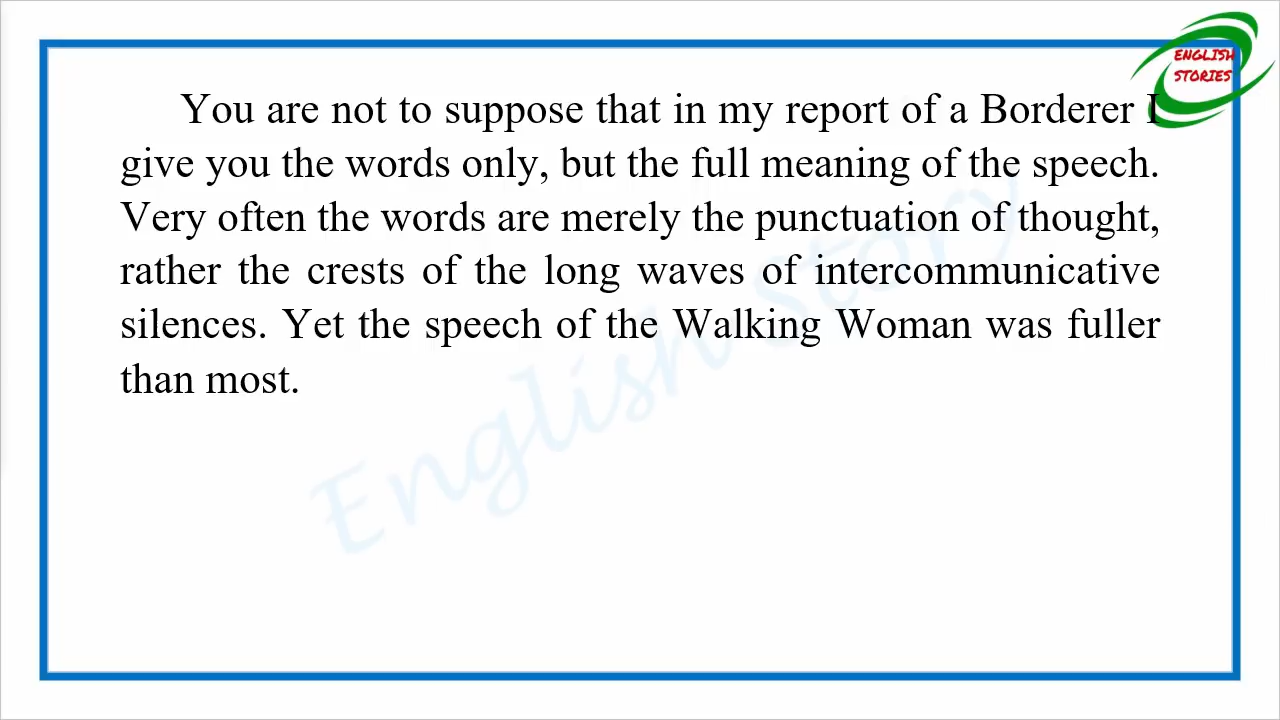 ENGLISH
STORIES
You are not to suppose that in my report of a Borderer I
give you the words only, but the full meaning of the speech.
Very often the words are merely the punctuation of thought,
rather the crests of the long waves of intercommunicative
silences. Yet the speech of the Walking Woman was fuller
than most.
English Story